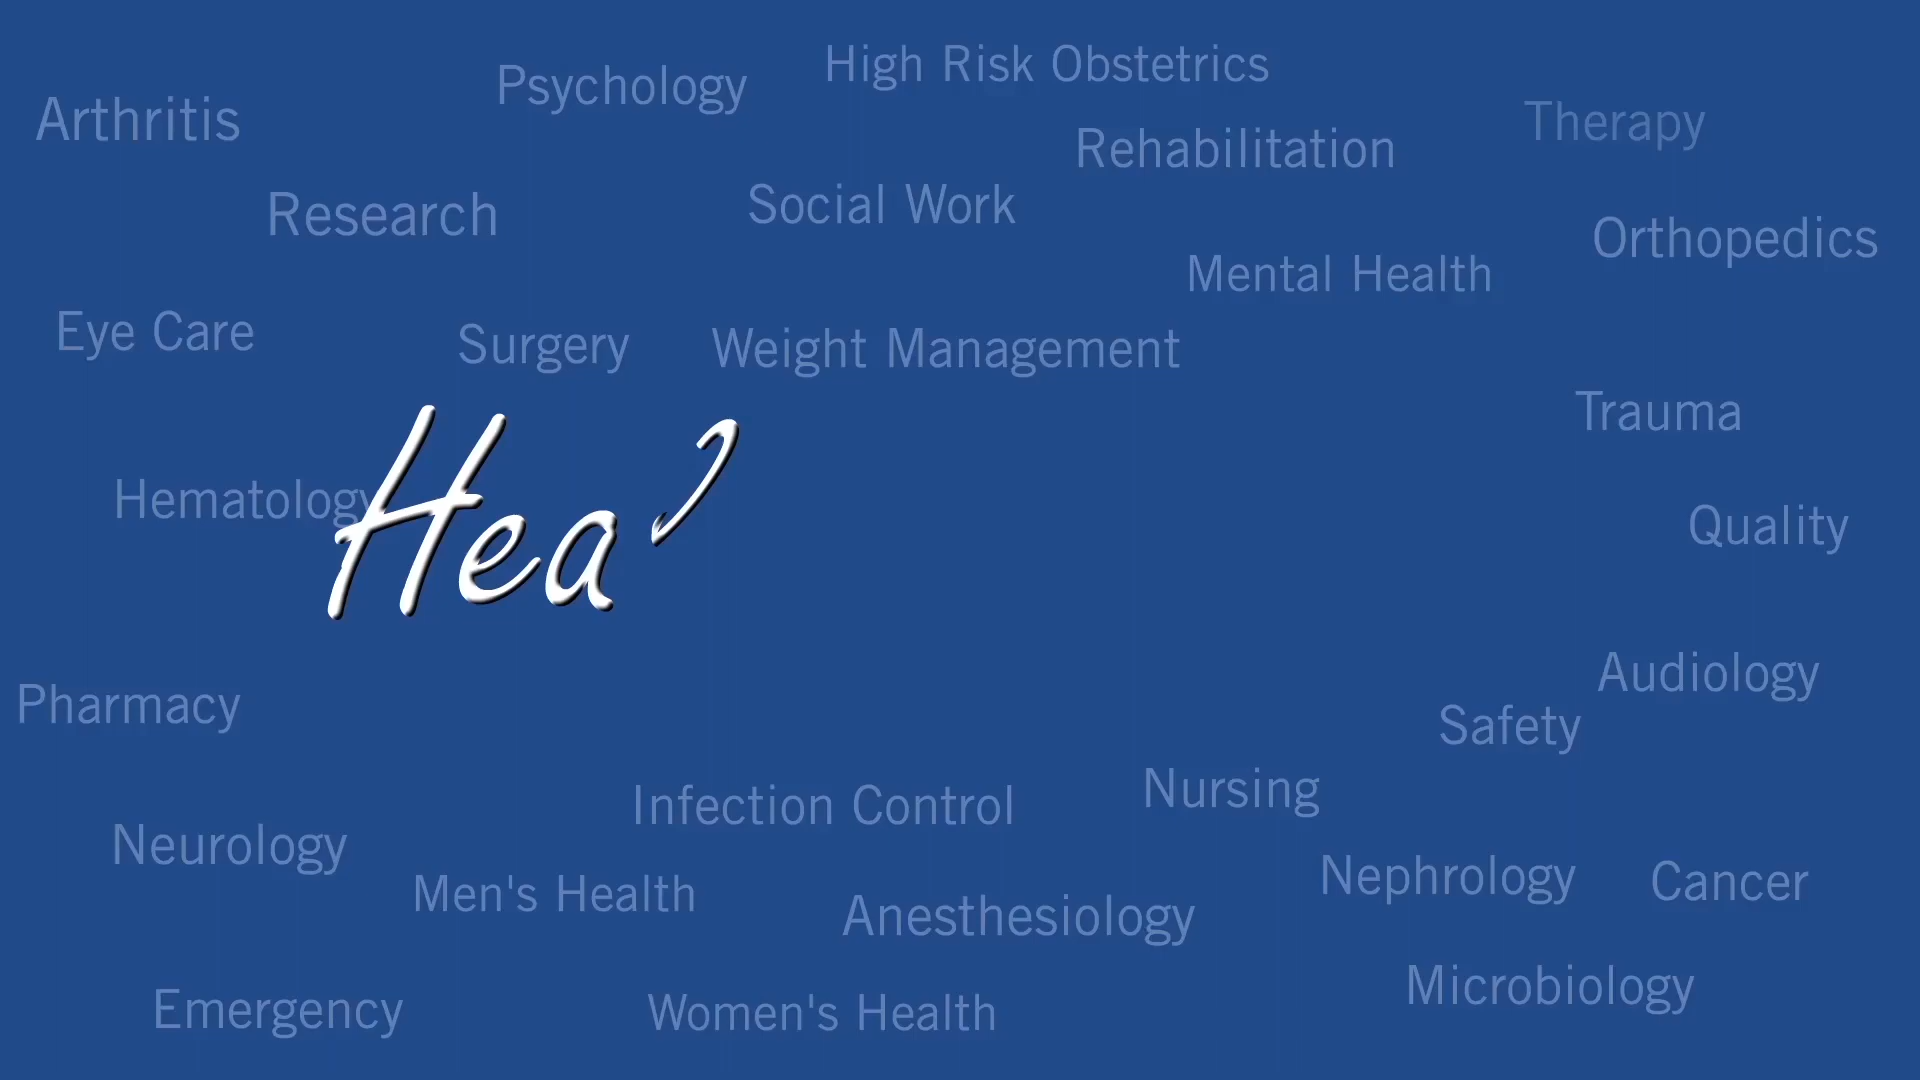 High Risk Obstetrics
Psychology
Arthritis
Therapy
Rehabilitation
Social Work
Research
Orthopedics
Mental Health
Eye Care
Surgery
Weight Management
Trauma
Hematology
Quality
Hea
Audiology
Pharmacy
Safety
Nursing
Infection Control
Neurology
Nephrology
Cancer
Men's Health
Anesthesiology
Microbiology
Emergency
Women's Health